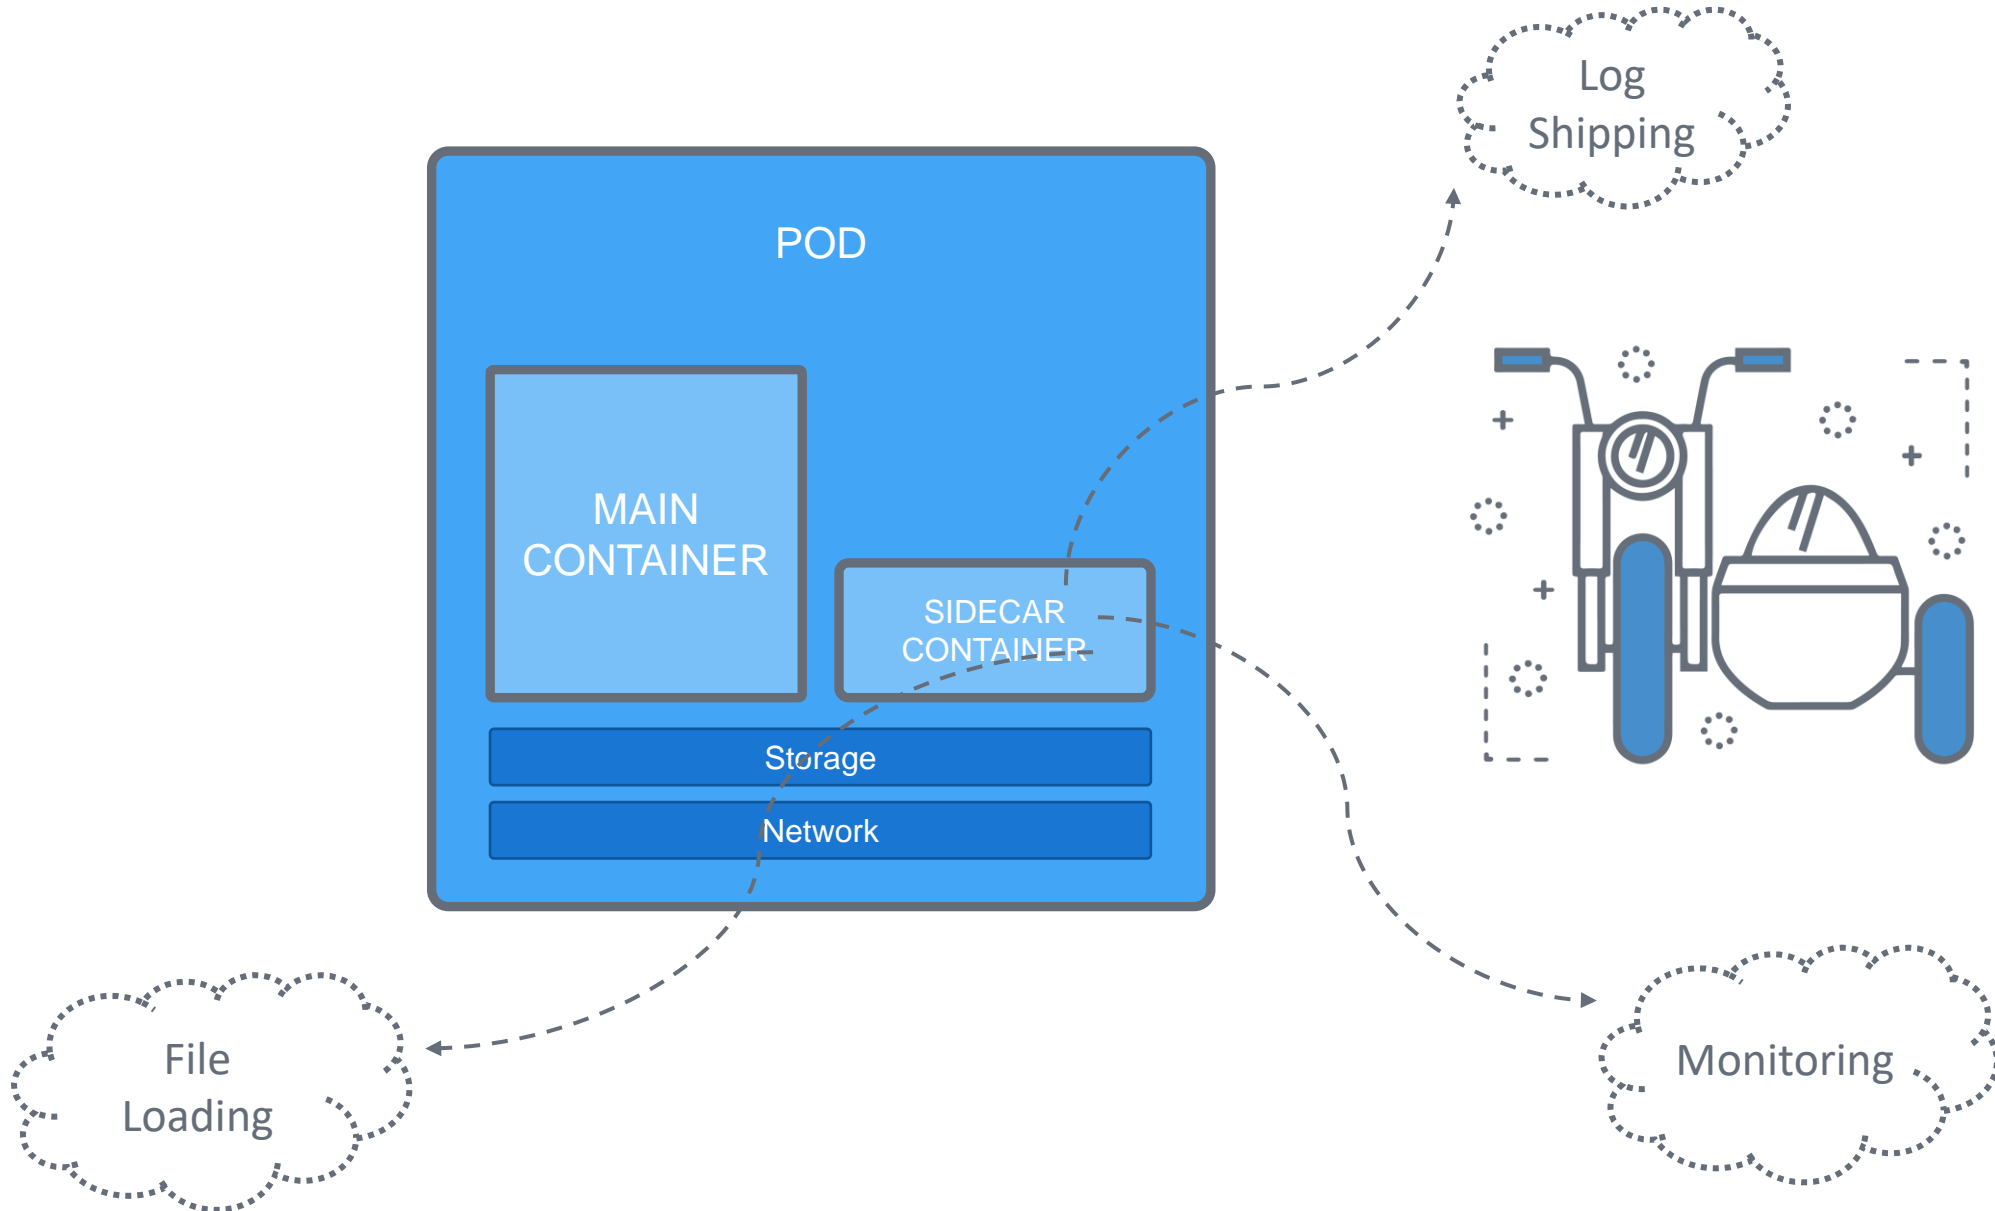 Log
Shipping
POD
MAIN
CONTAINER
SIDECAR
CONTAINER
Storage
Network
File
Loading
Monitoring